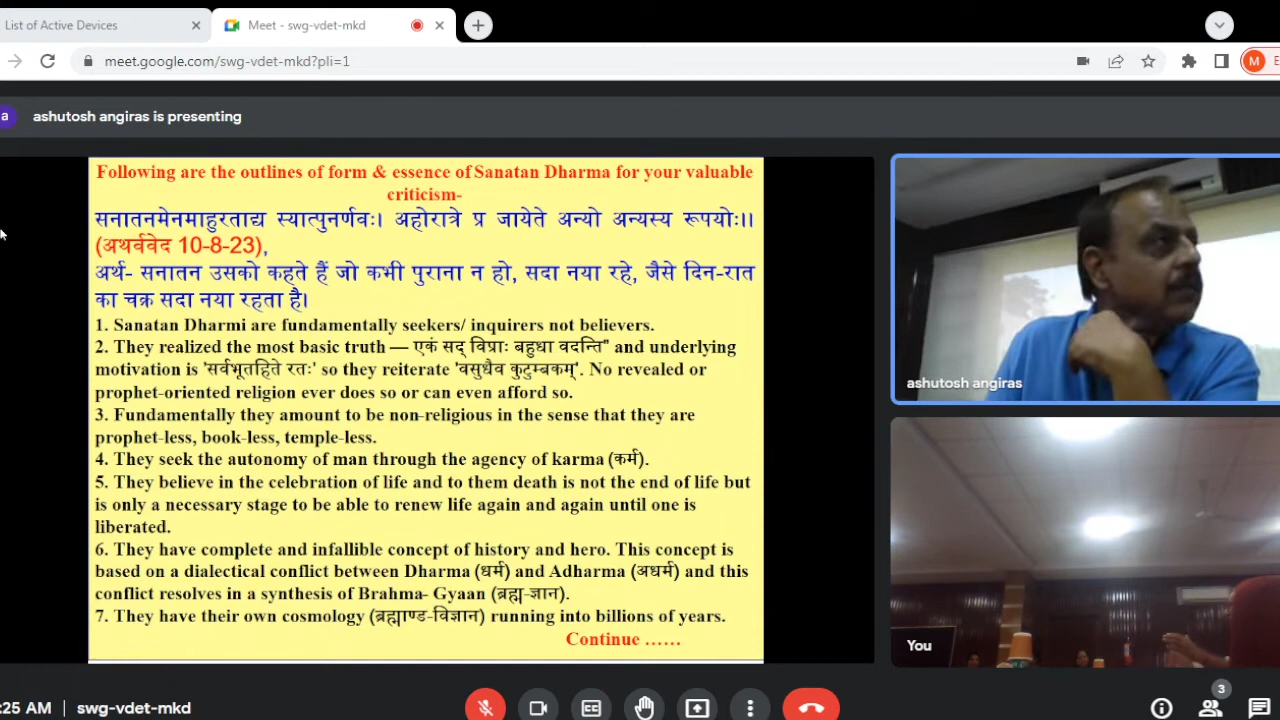 List of Active Devices
Meet - swg-vdet-mkd
meet.google.com/swg-vdet-mkd?pli=1
M
a
ashutosh angiras is presenting
Following are the outlines of form & essence of Sanatan Dharma for your valuable
criticism-
सनातनमेनमाहुरताद्य स्यात्पुनर्णवः। अहोरात्रे प्र जायेते अन्यो अन्यस्य रूपयोः।।
(अथर्ववेद 10-8-23),
अर्थ- सनातन उसको कहते हैं जो कभी पुराना न हो, सदा नया रहे, जैसे दिन-रात
का चक्र सदा नया रहता है।
1. Sanatan Dharmi are fundamentally seekers/ inquirers not believers.
2. They realized the most basic truth — एकं सद् विप्राः बहुधा वदन्ति" and underlying
motivation is 'सर्वभूतहिते रतः' so they reiterate 'वसुधैव कुटुम्बकम्'. No revealed or
prophet-oriented religion ever does so or can even afford so.
3. Fundamentally they amount to be non-religious in the sense that they are
prophet-less, book-less, temple-less.
4. They seek the autonomy of man through the agency of karma (कर्म).
5. They believe in the celebration of life and to them death is not the end of life but
is only a necessary stage to be able to renew life again and again until one is
liberated.
6. They have complete and infallible concept of history and hero. This concept is
based on a dialectical conflict between Dharma (धर्म) and Adharma (अधर्म) and this
conflict resolves in a synthesis of Brahma- Gyaan (ब्रह्म-ज्ञान).
7. They have their own cosmology (ब्रह्माण्ड-विज्ञान) running into billions of years.
Continue ……
ashutosh angiras
You
:25 AM
swg-vdet-mkd
3